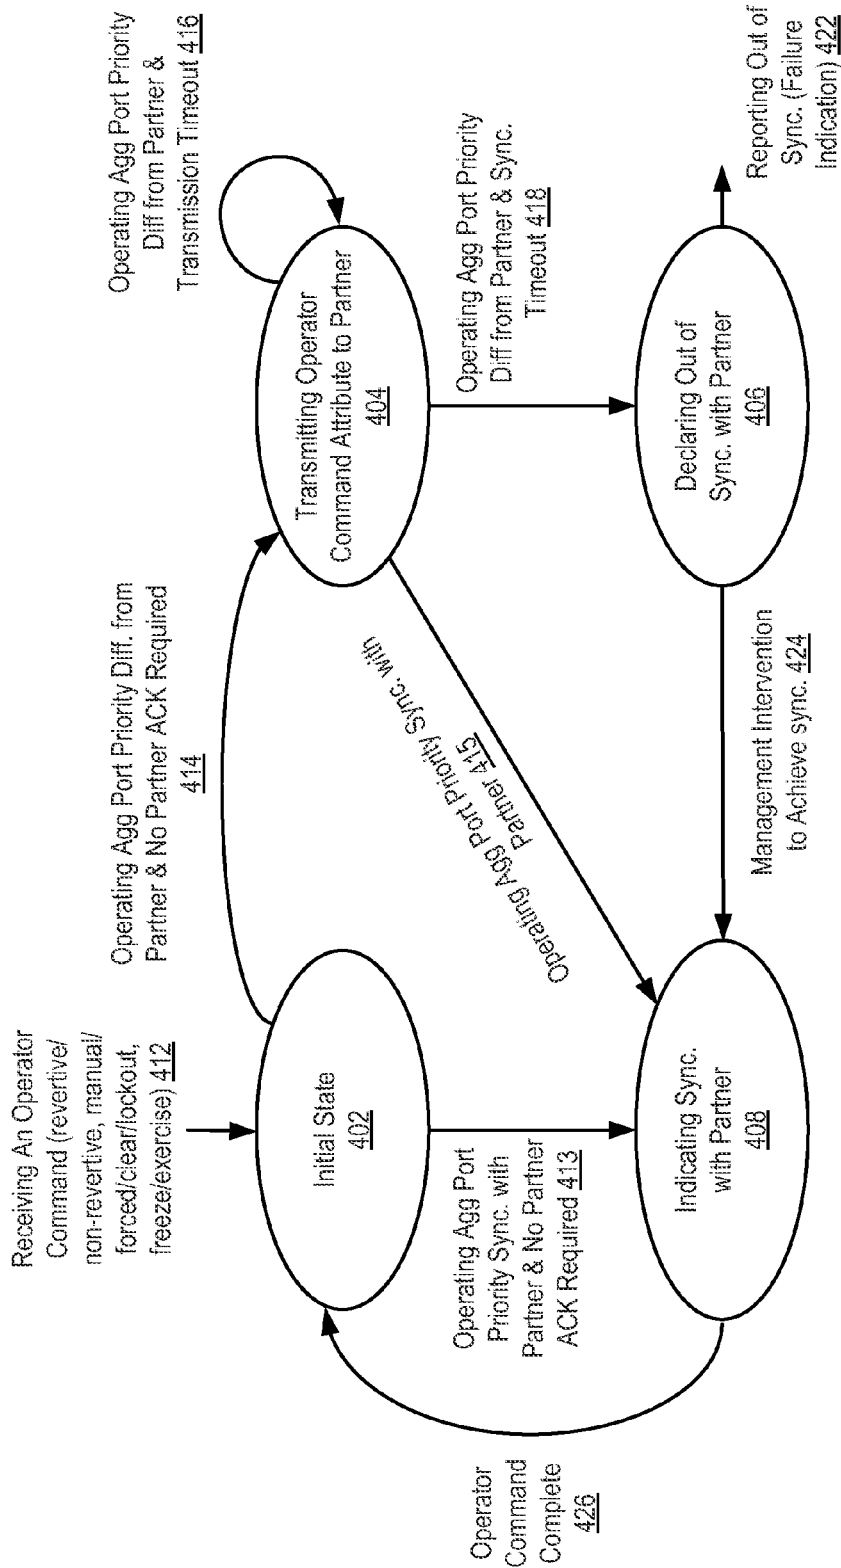 Receiving An Operator
Command (revertive/
non-revertive, manual/
forced/clear/lockout,
freeze/exercise) 412
Operating Agg Port Priority Diff. from
Partner & No Partner ACK Required
414
Operating Agg Port Priority
Diff from Partner &
Transmission Timeout 416
Initial State
402
Transmitting Operator
Command Attribute to Partner
404
Operating Agg Port
Priority Sync. with
Partner & No Partner
ACK Required 413
Operating Agg Port Priority Sync. with
Partner 415
Operating Agg Port Priority
Diff from Partner & Sync.
Timeout 418
Operator
Command
Complete
426
Indicating Sync.
with Partner
408
Management Intervention
to Achieve sync. 424
Declaring Out of
Sync. with Partner
406
Reporting Out of
Sync. (Failure
Indication) 422